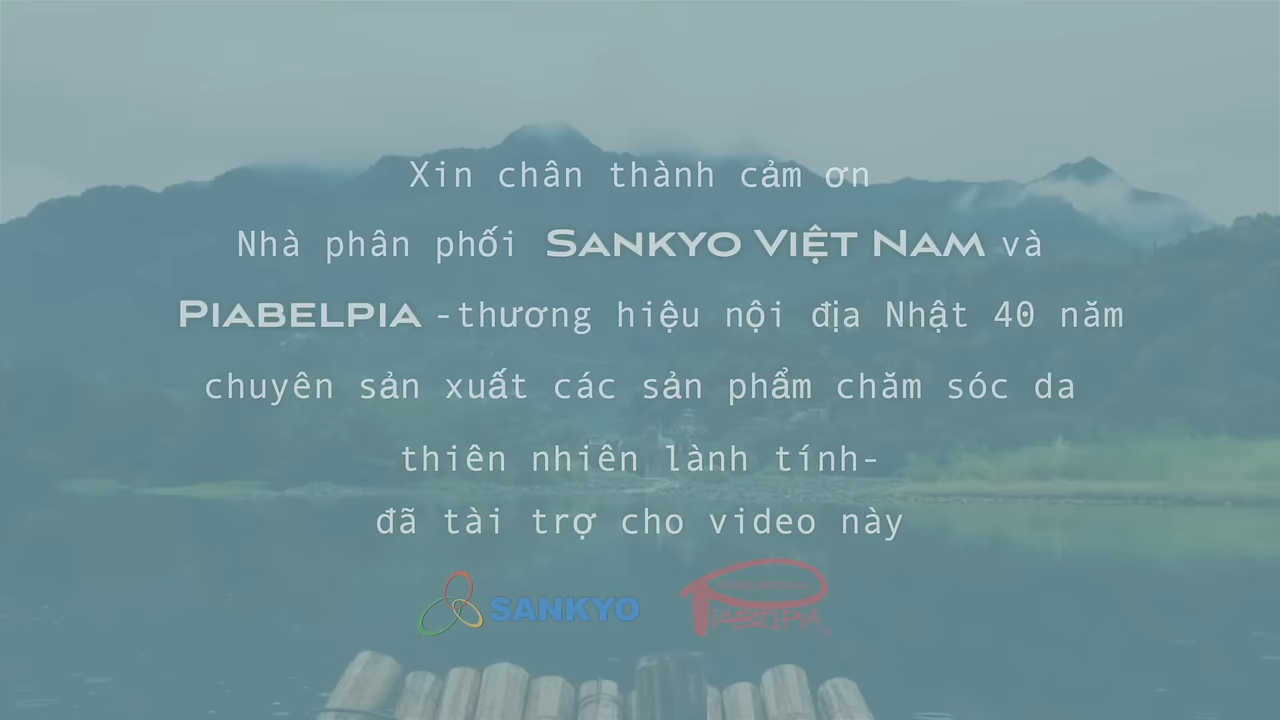 Xin chân thành cảm ơn
Nhà phân phối SANKYO VIỆT NAM và
PIABELPIA -thương hiệu nội địa Nhật 40 năm
chuyên sản xuất các sản phẩm chăm sóc da
thiên nhiên lành tính-
đã tài trợ cho video này
SANKYO PIABELPIA